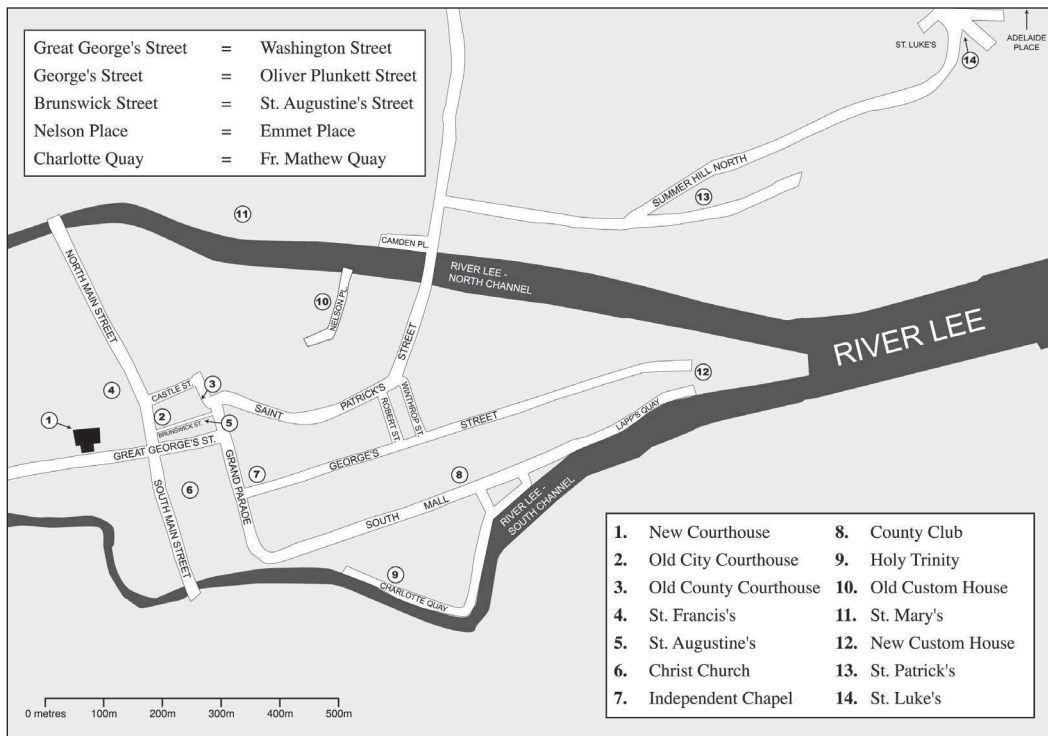 Great George's Street = Washington Street
George's Street = Oliver Plunkett Street
Brunswick Street = St. Augustine's Street
Nelson Place = Emmet Place
Charlotte Quay = Fr. Mathew Quay
ST. LUKE'S
14
ADELAIDE
PLACE
SUMMER HILL NORTH
13
11
CAMDEN PL.
RIVER LEE -
NORTH CHANNEL
NORTH MAIN STREET
10
NELSON PL.
RIVER LEE
SAINT PATRICK'S STREET
4
CASTLE ST.
3
12
1
2
BRUNSWICK ST.
5
ROBERT ST.
WINTHROP ST.
LAPP'S QUAY
GREAT GEORGE'S ST.
GEORGE'S STREET
7
8
6
GRAND PARADE
SOUTH MALL
SOUTH MAIN STREET
RIVER LEE -
SOUTH CHANNEL
9
CHARLOTTE QUAY
1. New Courthouse
2. Old City Courthouse
3. Old County Courthouse
4. St. Francis's
5. St. Augustine's
6. Christ Church
7. Independent Chapel
8. County Club
9. Holy Trinity
10. Old Custom House
11. St. Mary's
12. New Custom House
13. St. Patrick's
14. St. Luke's
0 metres 100m 200m 300m 500m